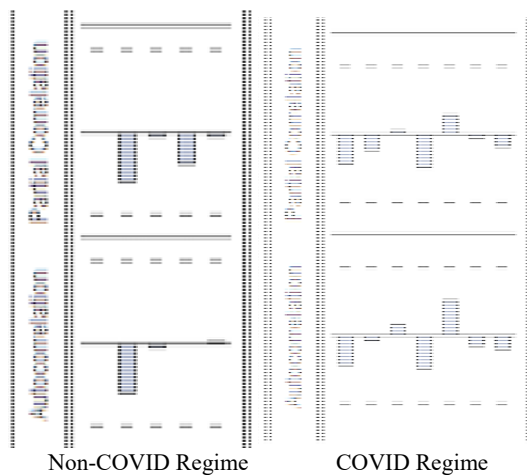 Partial Correlation
Partial Correlation
Autocorrelation
Autocorrelation
Non-COVID Regime
COVID Regime